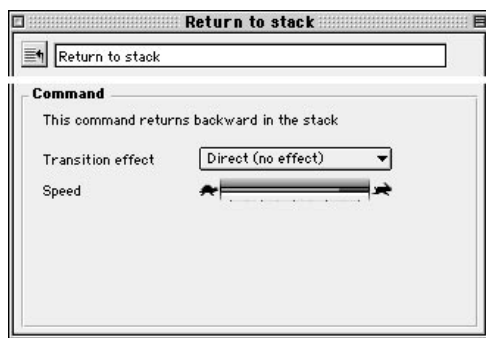 Return to stack
Return to stack
Command
This command returns backward in the stack
Transition effect
Direct (no effect)
Speed